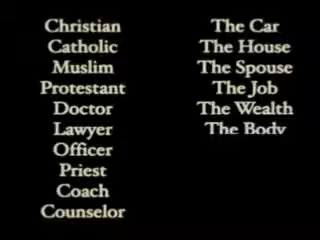 Christian
Catholic
Muslim
Protestant
Doctor
Lawyer
Officer
Priest
Coach
Counselor
The Car
The House
The Spouse
The Job
The Wealth
The Body